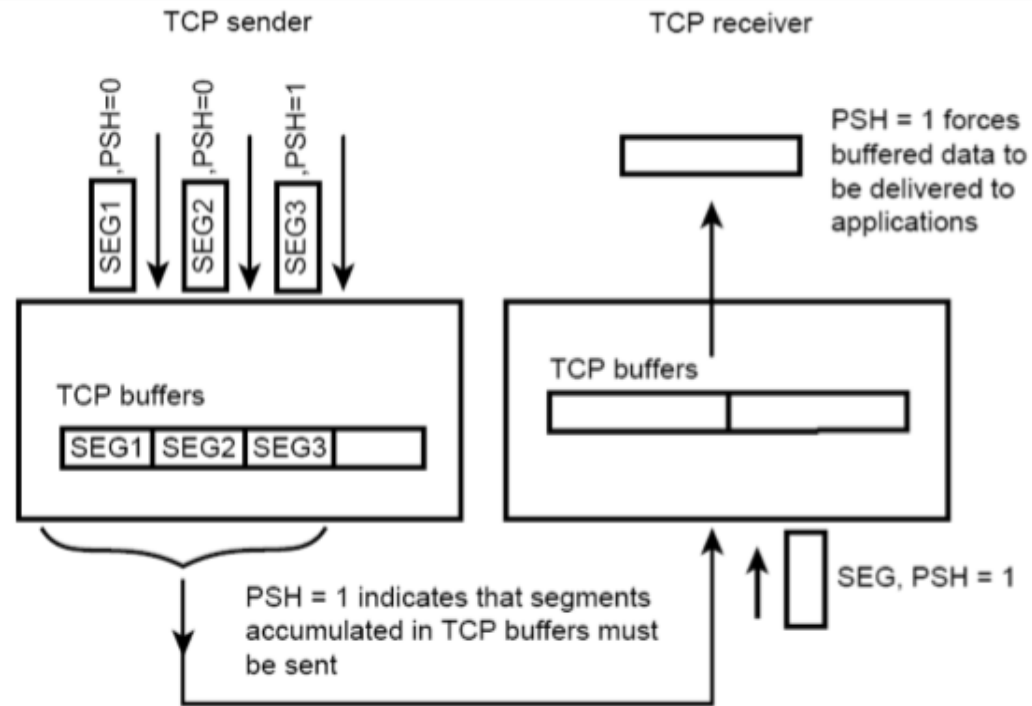 TCP sender
TCP receiver
SEG1 ,PSH=0
SEG2 ,PSH=0
SEG3 ,PSH=1
PSH = 1 forces
buffered data to
be delivered to
applications
TCP buffers
SEG1 SEG2 SEG3
TCP buffers
SEG, PSH = 1
PSH = 1 indicates that segments
accumulated in TCP buffers must
be sent